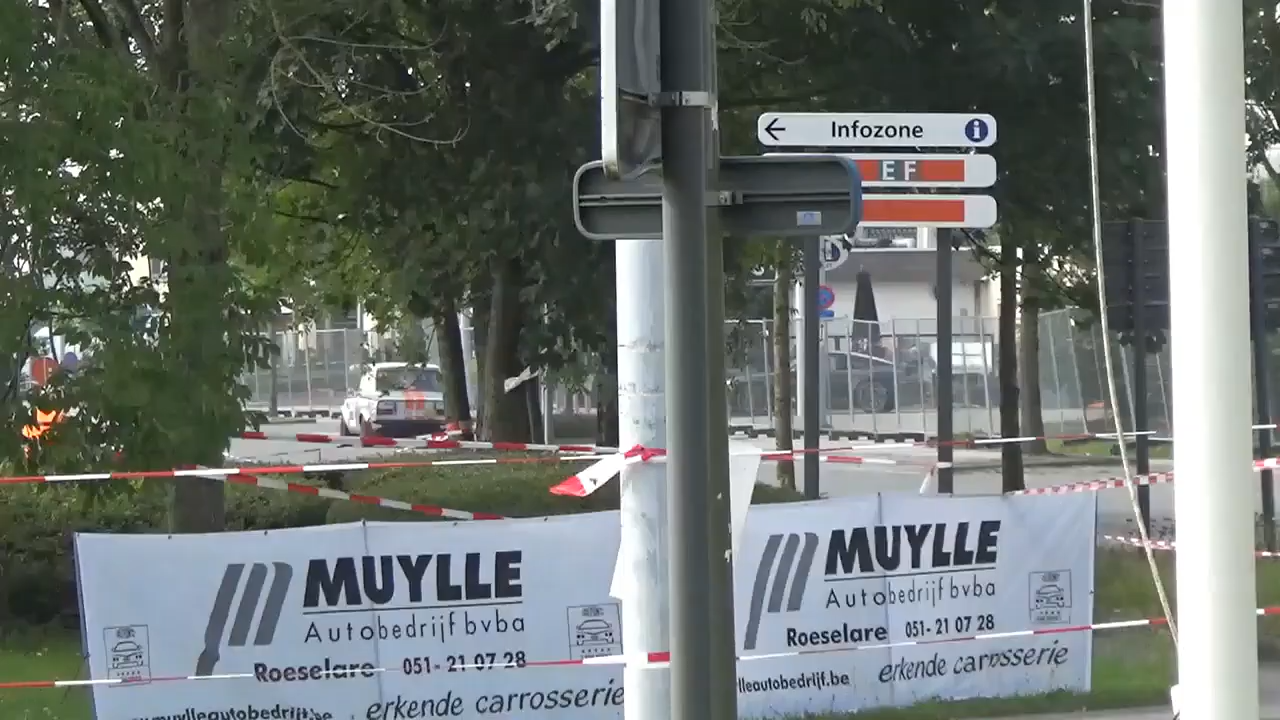 Infozone i
E F
MUYLLE
Autobedrijf bvba
Roeselare 051-21 07 28
erkende carrosserie
MUYLLE
Autobedrijf bvba
Roeselare 051-21 07 28
lleautobedrijf.be erkende carrosserie